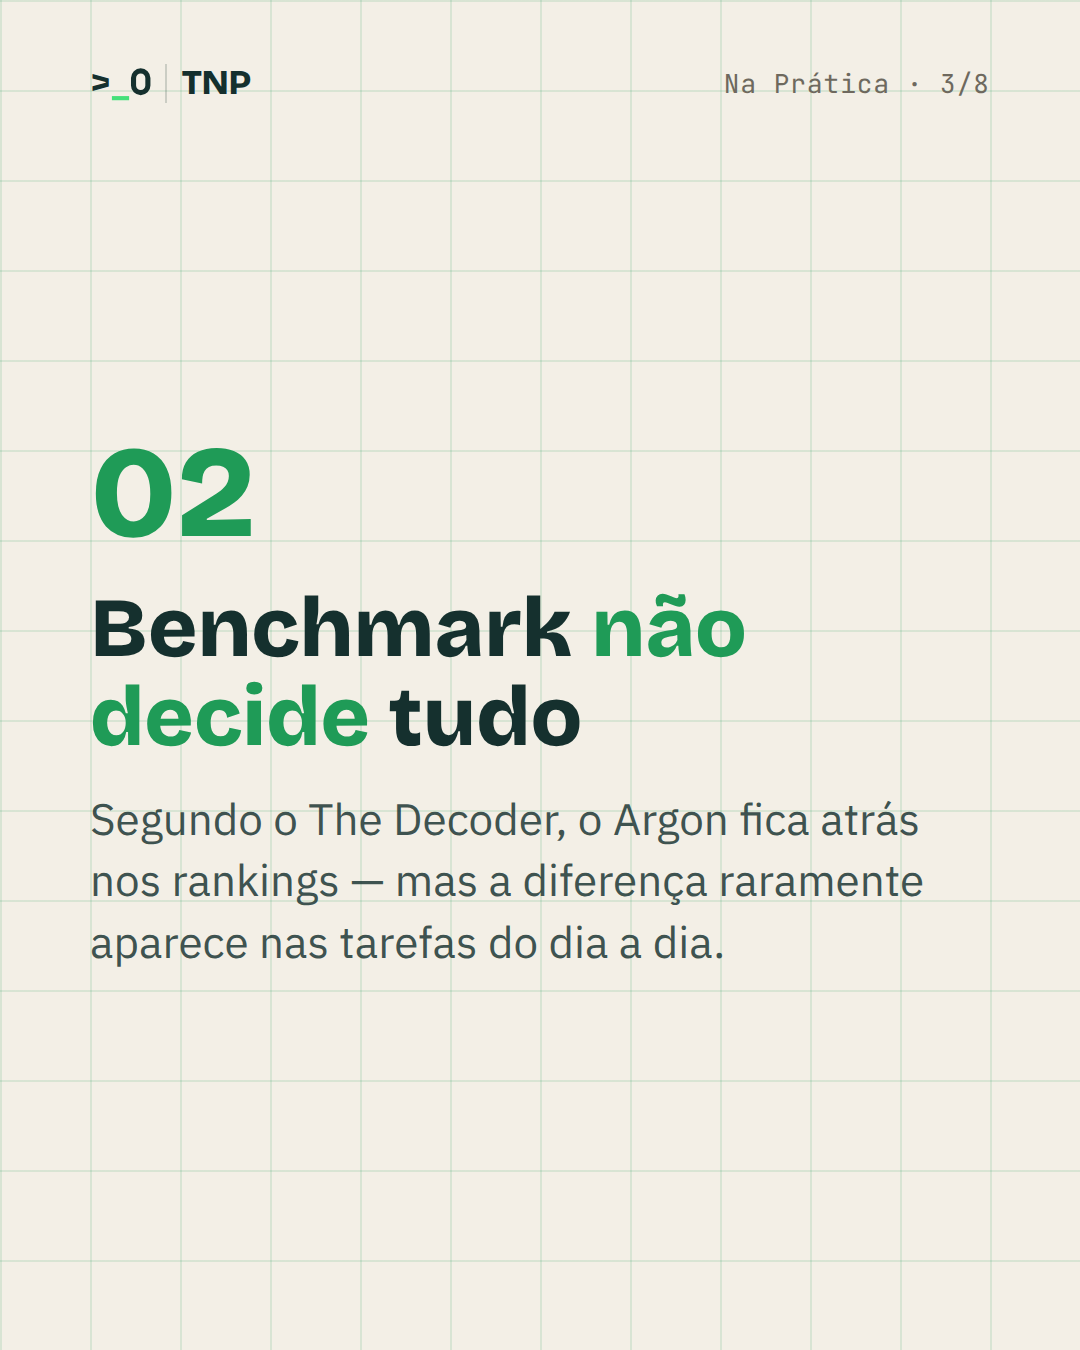 >_0 | TNP
Na Prática · 3/8
02
Benchmark não
decide tudo
Segundo o The Decoder, o Argon fica atrás
nos rankings — mas a diferença raramente
aparece nas tarefas do dia a dia.